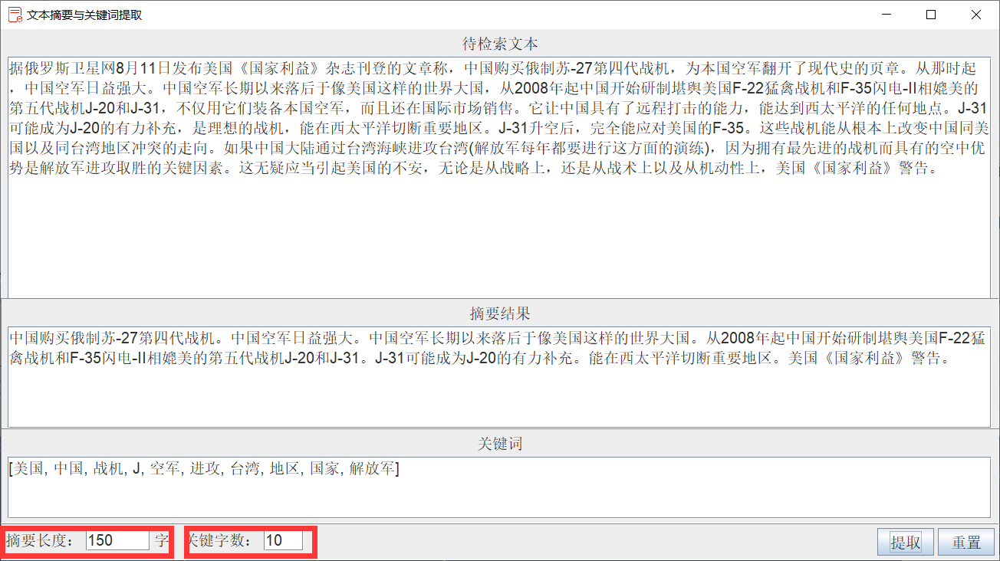 文本摘要与关键词提取
待检索文本
据俄罗斯卫星网8月11日发布美国《国家利益》杂志刊登的文章称，中国购买俄制苏-27第四代战机，为本国空军翻开了现代史的页章。从那时起
，中国空军日益强大。中国空军长期以来落后于像美国这样的世界大国，从2008年起中国开始研制堪舆美国F-22猛禽战机和F-35闪电-II相媲美的
第五代战机J-20和J-31，不仅用它们装备本国空军，而且还在国际市场销售。它让中国具有了远程打击的能力，能达到西太平洋的任何地点。J-31
可能成为J-20的有力补充，是理想的战机，能在西太平洋切断重要地区。J-31升空后，完全能应对美国的F-35。这些战机能从根本上改变中国同美
国以及同台湾地区冲突的走向。如果中国大陆通过台湾海峡进攻台湾(解放军每年都要进行这方面的演练)，因为拥有最先进的战机而具有的空中优
势是解放军进攻取胜的关键因素。这无疑应当引起美国的不安，无论是从战略上，还是从战术上以及从机动性上，美国《国家利益》警告。
摘要结果
中国购买俄制苏-27第四代战机。中国空军日益强大。中国空军长期以来落后于像美国这样的世界大国。从2008年起中国开始研制堪舆美国F-22猛
禽战机和F-35闪电-II相媲美的第五代战机J-20和J-31。J-31可能成为J-20的有力补充。能在西太平洋切断重要地区。美国《国家利益》警告。
关键词
[美国, 中国, 战机, J, 空军, 进攻, 台湾, 地区, 国家, 解放军]
摘要长度： 150 字 关键字数： 10 提取 重置